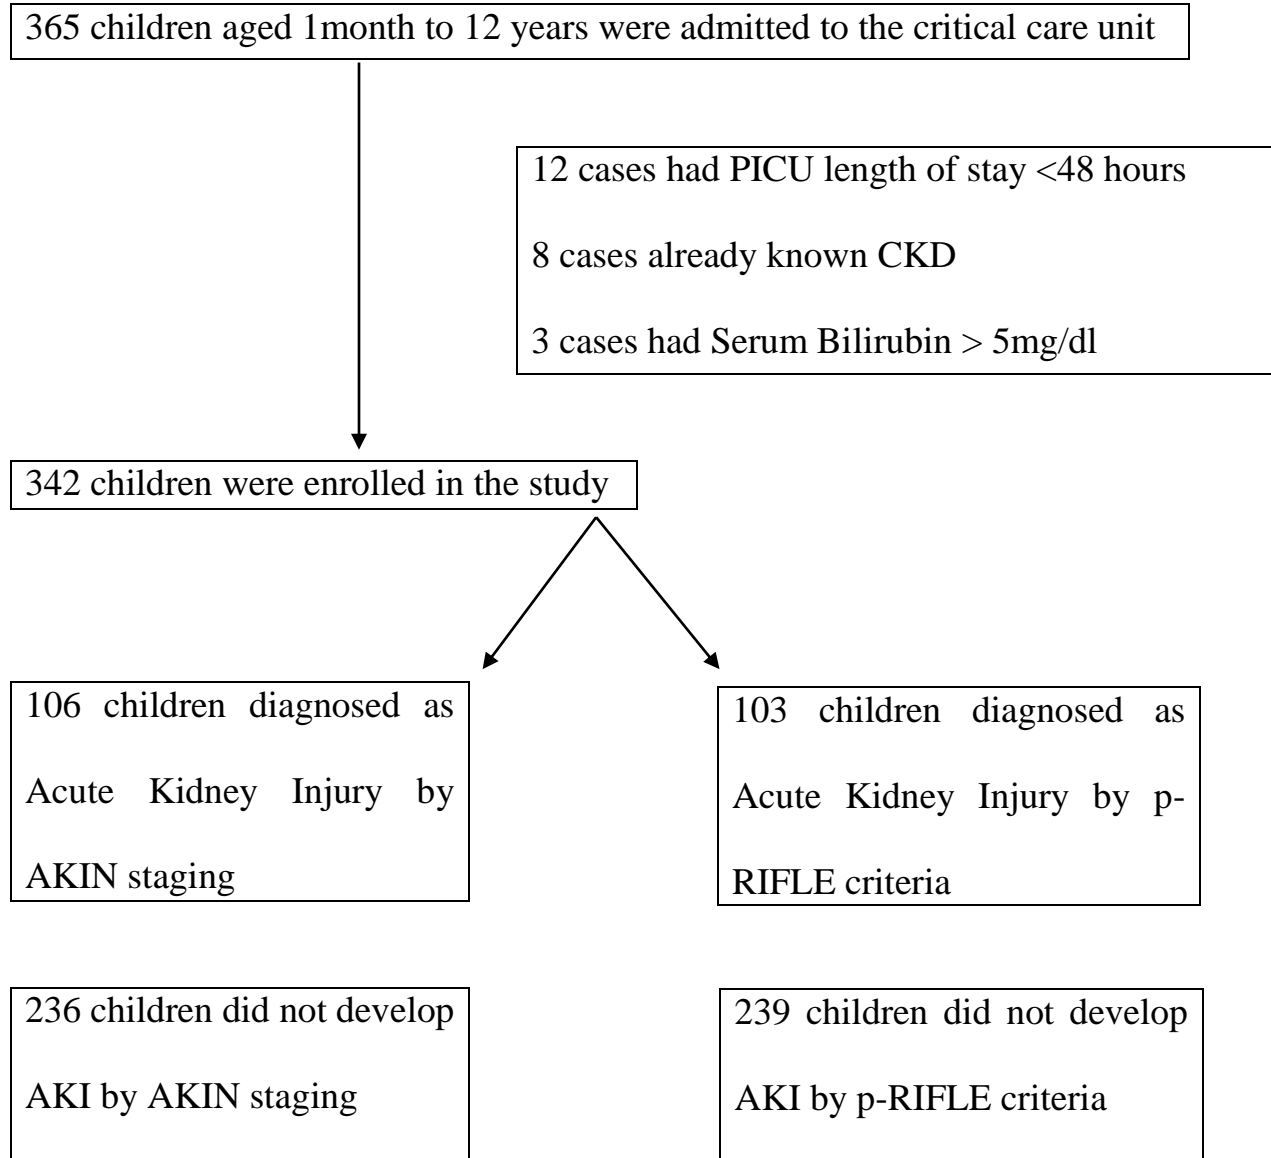 365 children aged 1month to 12 years were admitted to the critical care unit
12 cases had PICU length of stay <48 hours
8 cases already known CKD
3 cases had Serum Bilirubin > 5mg/dl
342 children were enrolled in the study
106 children diagnosed as
Acute Kidney Injury by
AKIN staging
103 children diagnosed as
Acute Kidney Injury by p-
RIFLE criteria
236 children did not develop
AKI by AKIN staging
239 children did not develop
AKI by p-RIFLE criteria